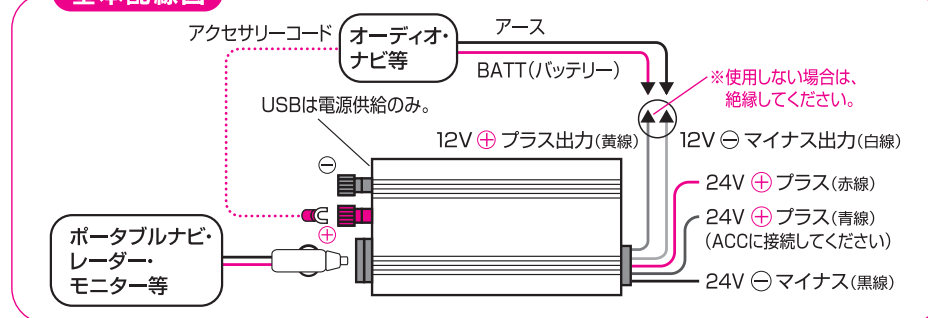 基本配線図
アクセサリーコード
オーディオ・
ナビ等
アース
BATT(バッテリー)
※使用しない場合は、
絶縁してください。
USBは電源供給のみ。
12V ⊕ プラス出力(黄線)
12V ⊖ マイナス出力(白線)
⊖
⊕
24V ⊕ プラス(赤線)
24V ⊕ プラス(青線)
(ACCに接続してください)
24V ⊖ マイナス(黒線)
ポータブルナビ・
レーダー・
モニター等